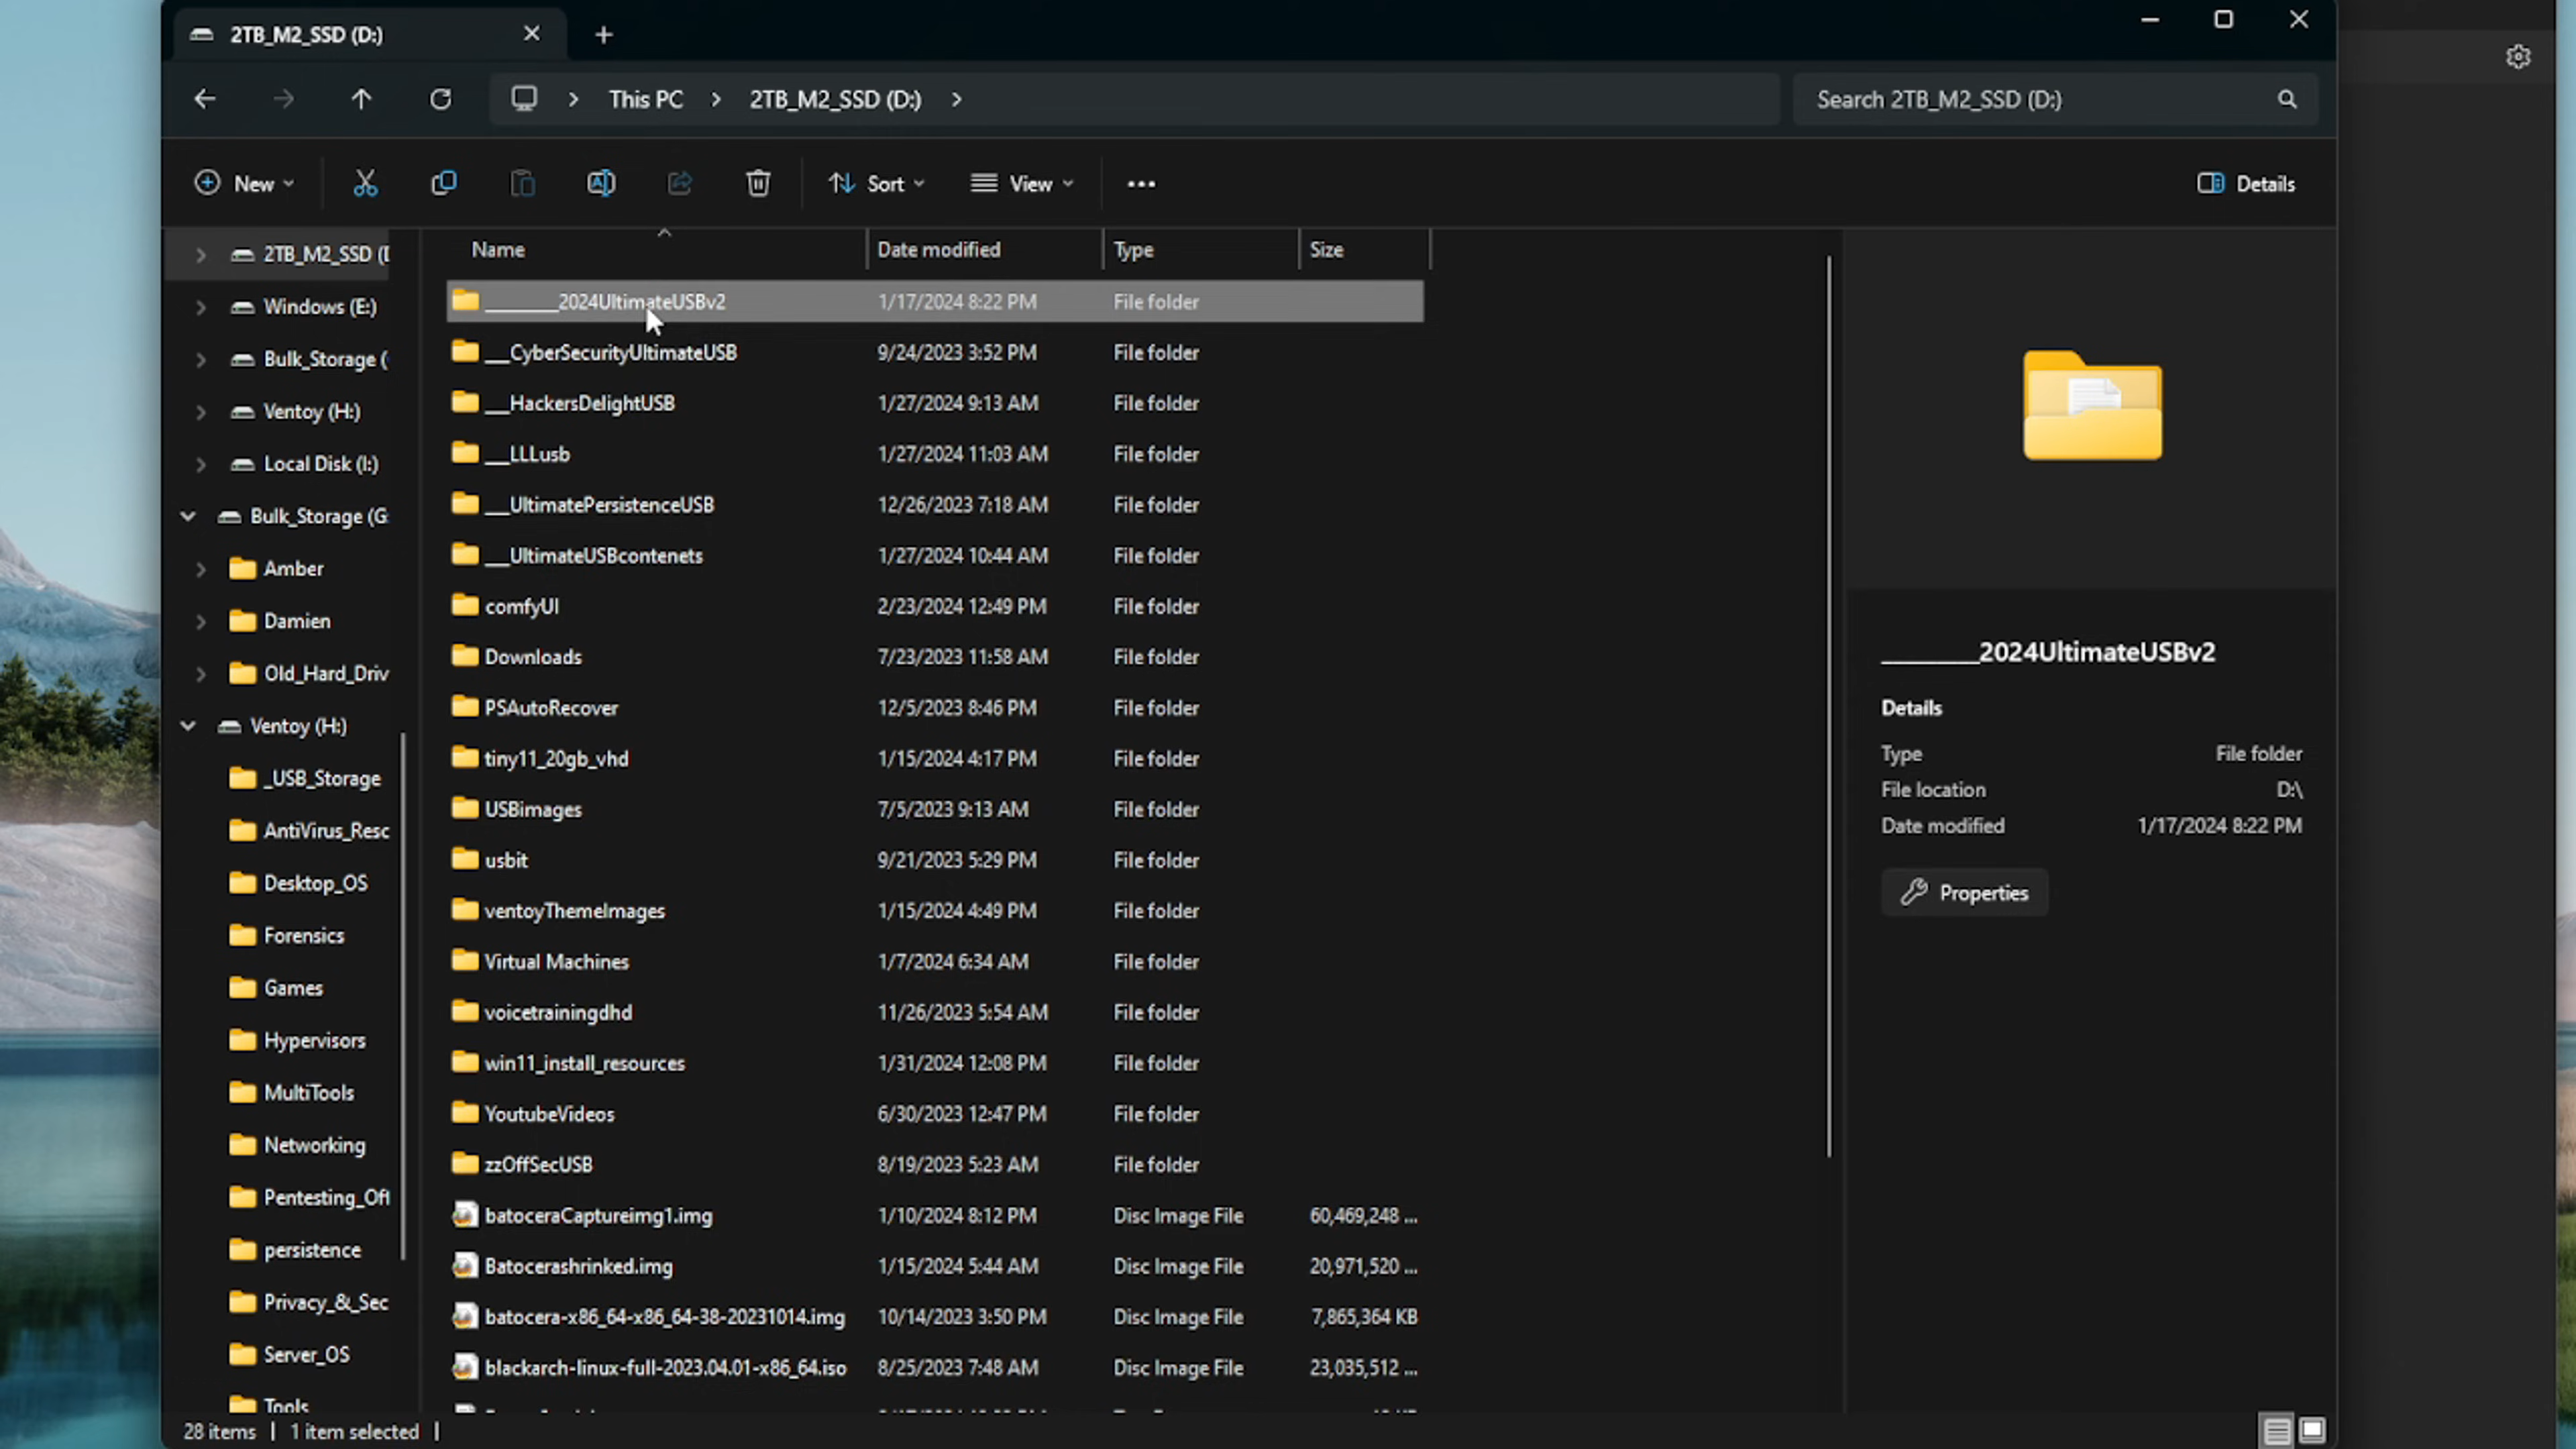 2TB_M2_SSD (D:)
This PC > 2TB_M2_SSD (D:) >
Search 2TB_M2_SSD (D:)
New
Sort
View
Details
2TB_M2_SSD (
Windows (E:)
Bulk_Storage (
Ventoy (H:)
Local Disk (I:)
Bulk_Storage (G
Amber
Damien
Old_Hard_Driv
Ventoy (H:)
_USB_Storage
AntiVirus_Resc
Desktop_OS
Forensics
Games
Hypervisors
MultiTools
Networking
Pentesting_Off
persistence
Privacy_&_Sec
Server_OS
Tools
Name Date modified Type Size
________2024UltimateUSBv2 1/17/2024 8:22 PM File folder
___CyberSecurityUltimateUSB 9/24/2023 3:52 PM File folder
___HackersDelightUSB 1/27/2024 9:13 AM File folder
___LLLusb 1/27/2024 11:03 AM File folder
___UltimatePersistenceUSB 12/26/2023 7:18 AM File folder
___UltimateUSBcontenets 1/27/2024 10:44 AM File folder
comfyUI 2/23/2024 12:49 PM File folder
Downloads 7/23/2023 11:58 AM File folder
PSAutoRecover 12/5/2023 8:46 PM File folder
tiny11_20gb_vhd 1/15/2024 4:17 PM File folder
USBimages 7/5/2023 9:13 AM File folder
usbit 9/21/2023 5:29 PM File folder
ventoyThemeImages 1/15/2024 4:49 PM File folder
Virtual Machines 1/7/2024 6:34 AM File folder
voicetrainingdhd 11/26/2023 5:54 AM File folder
win11_install_resources 1/31/2024 12:08 PM File folder
YoutubeVideos 6/30/2023 12:47 PM File folder
zzOffSecUSB 8/19/2023 5:23 AM File folder
batoceraCaptureimg1.img 1/10/2024 8:12 PM Disc Image File 60,469,248 ...
Batocerashrinked.img 1/15/2024 5:44 AM Disc Image File 20,971,520 ...
batocera-x86_64-x86_64-38-20231014.img 10/14/2023 3:50 PM Disc Image File 7,865,364 KB
blackarch-linux-full-2023.04.01-x86_64.iso 8/25/2023 7:48 AM Disc Image File 23,035,512 ...
________2024UltimateUSBv2
Details
Type File folder
File location D:\
Date modified 1/17/2024 8:22 PM
Properties
28 items | 1 item selected |